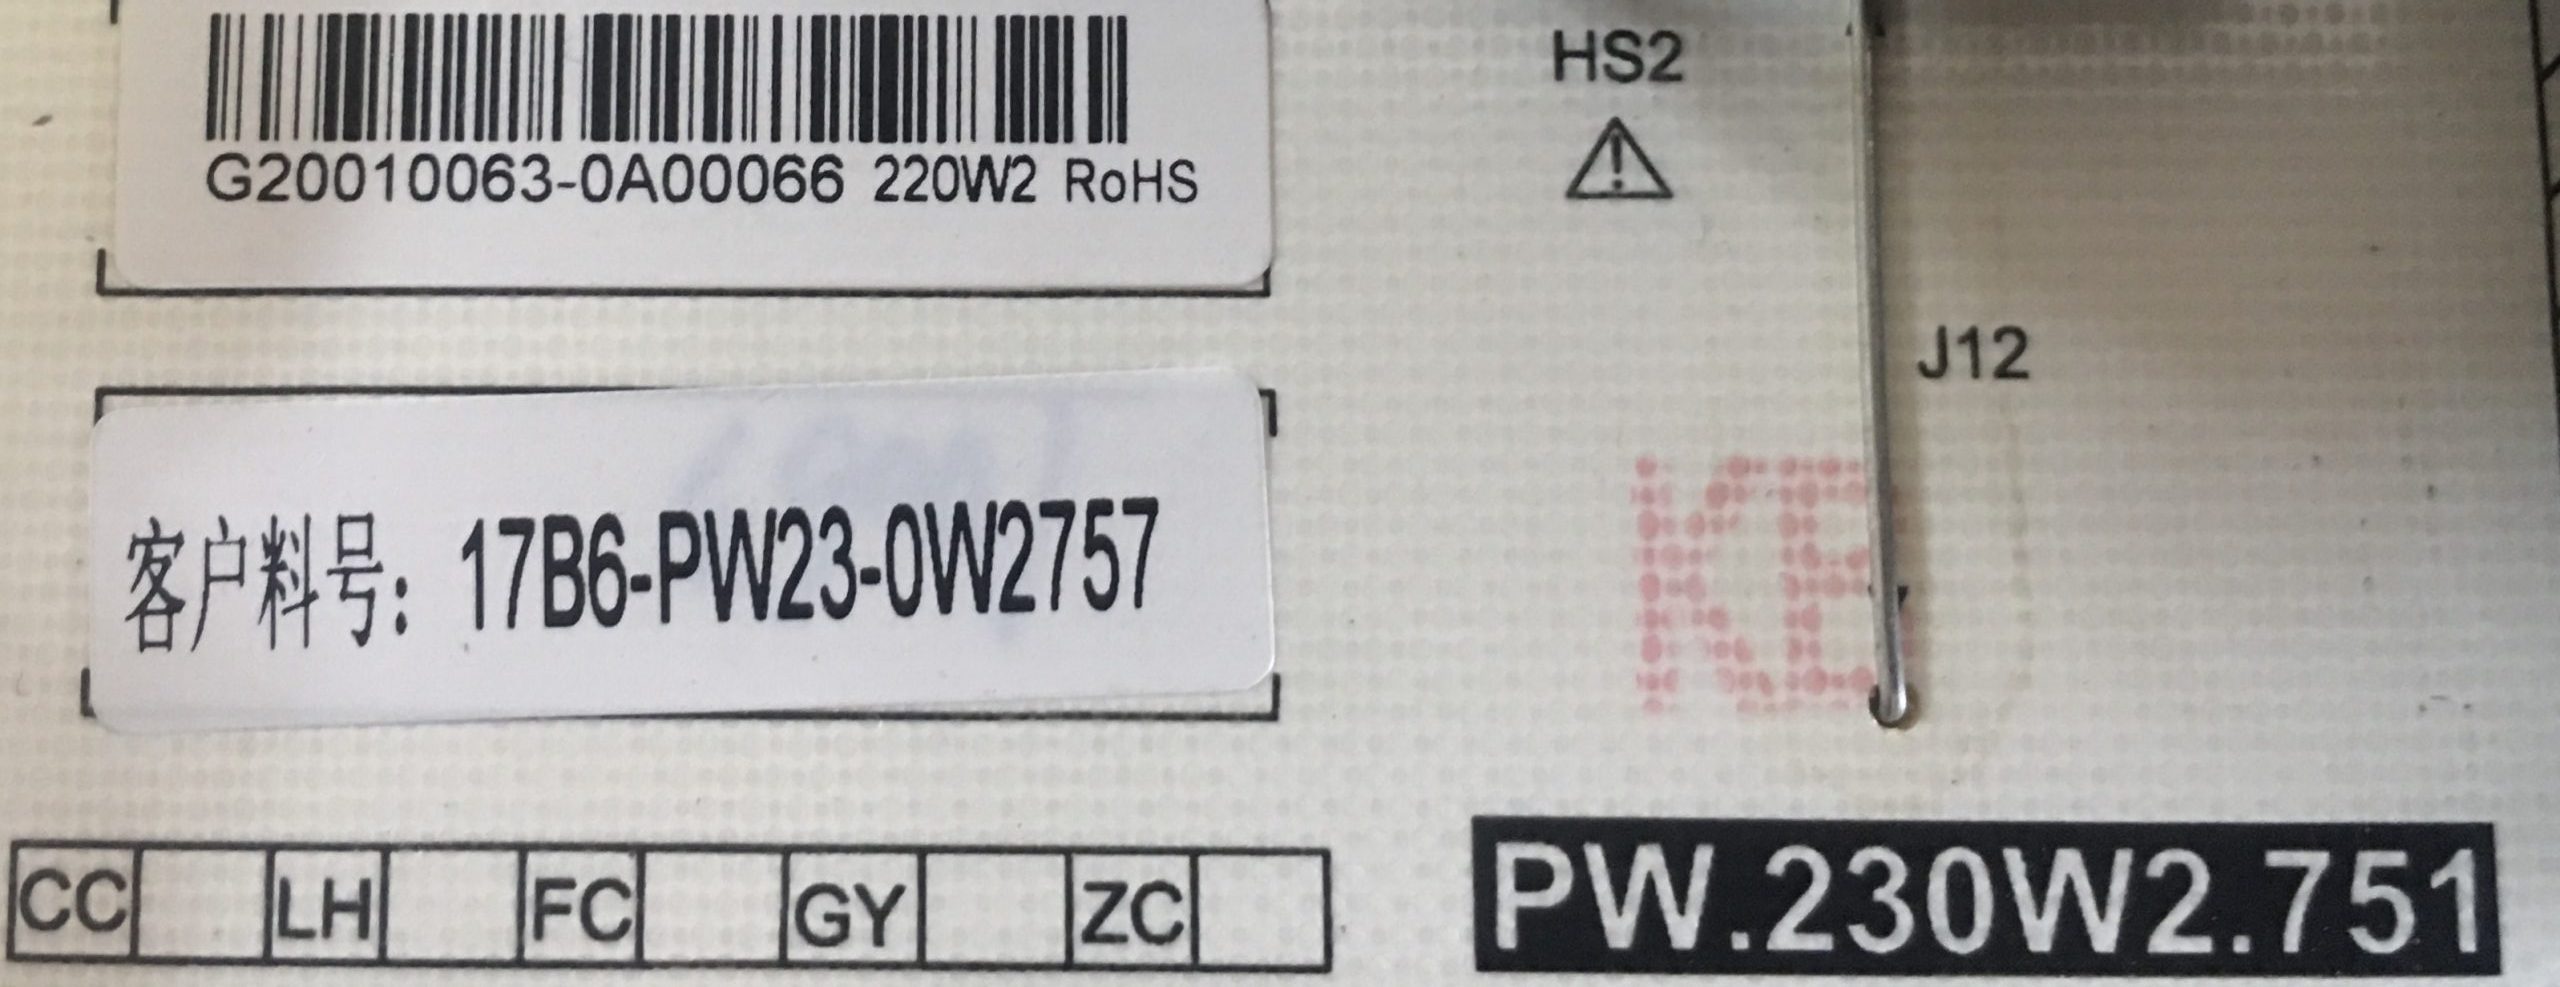 G20010063-0A00066 220W2 RoHS
HS2
J12
客户料号: 17B6-PW23-0W2757
KB
CC LH FC GY ZC
PW.230W2.751